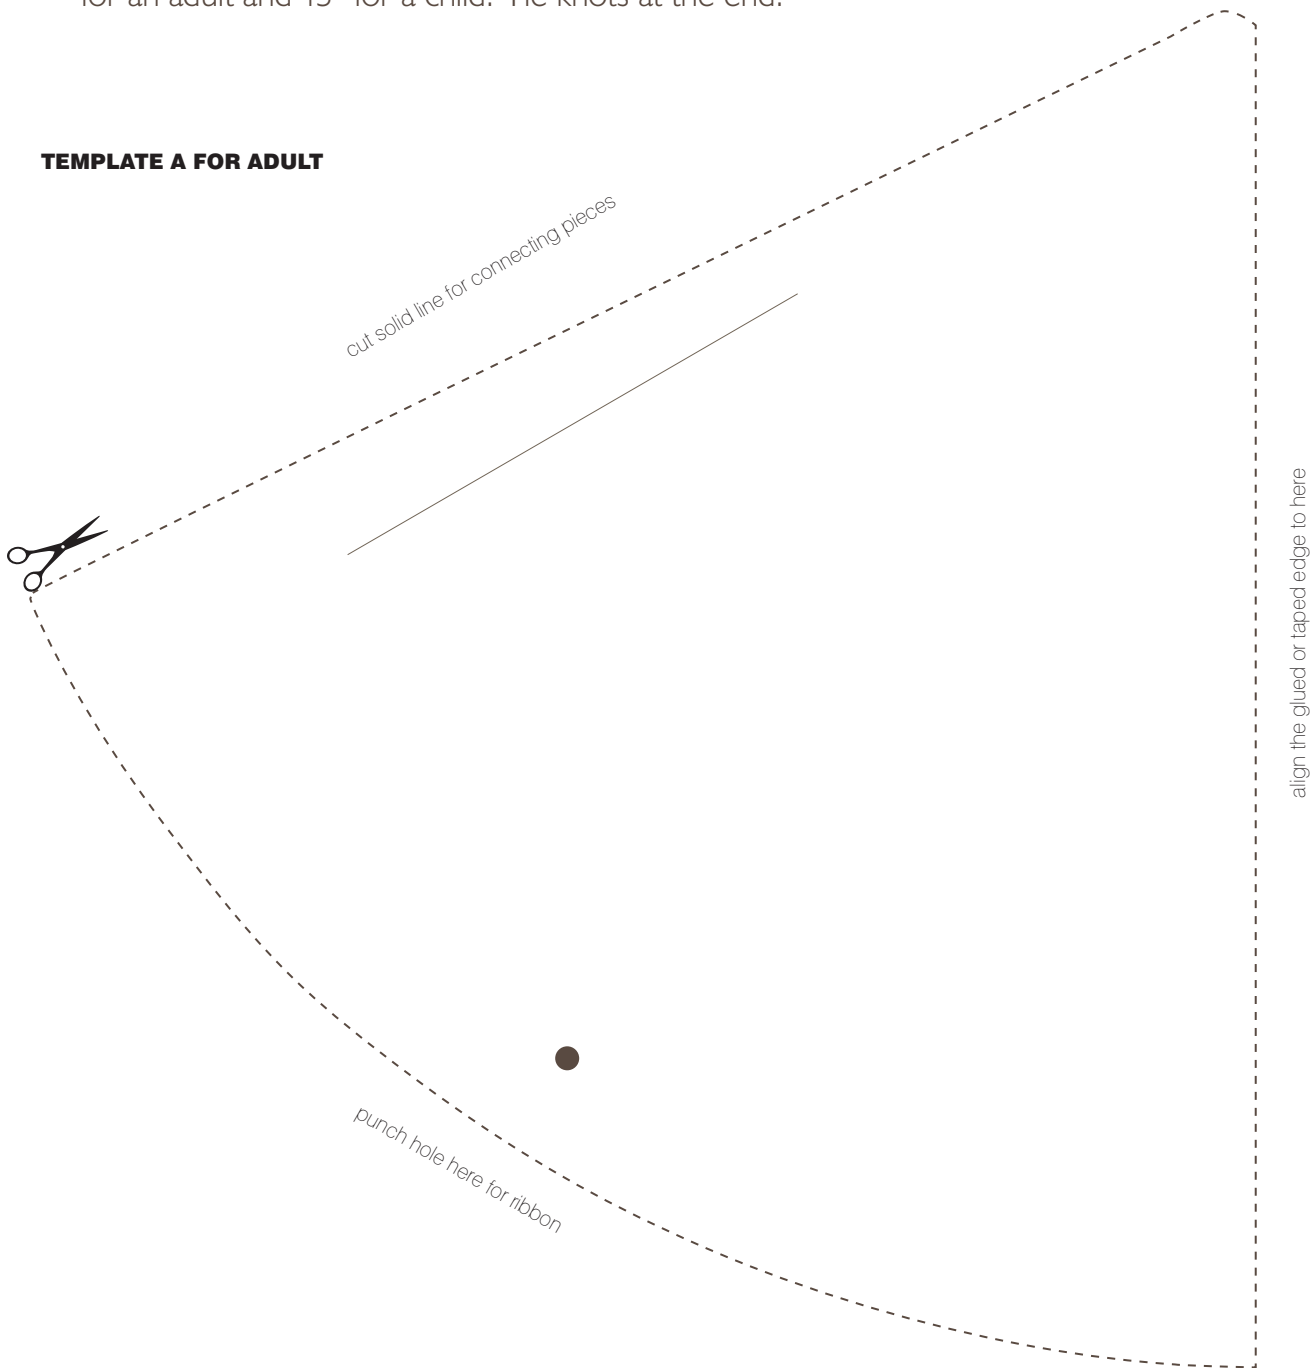 for an adult and 15" for a child. Tie knots at the end.
TEMPLATE A FOR ADULT
cut solid line for connecting pieces
align the glued or taped edge to here
punch hole here for ribbon